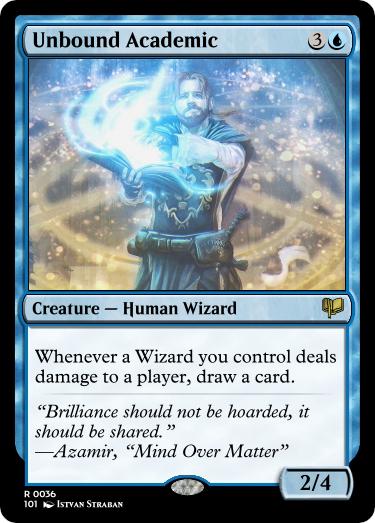 Unbound Academic 3
Creature — Human Wizard
Whenever a Wizard you control deals
damage to a player, draw a card.
“Brilliance should not be hoarded, it
should be shared.”
—Azamir, “Mind Over Matter”
2/4
R 0036
101 Istvan Straban